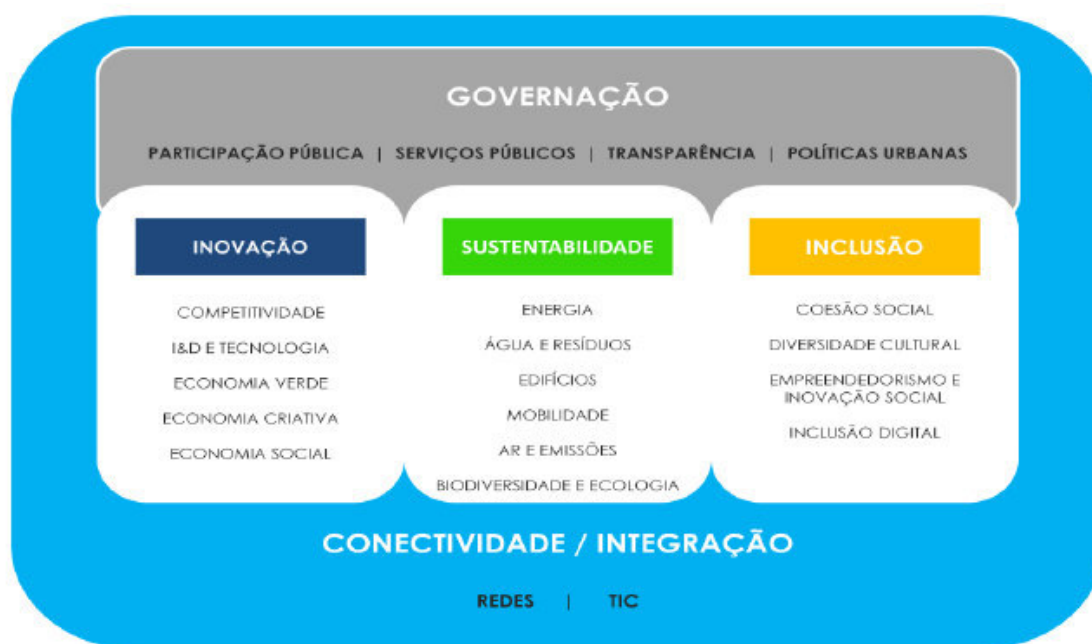 GOVERNAÇÃO
PARTICIPAÇÃO PÚBLICA | SERVIÇOS PÚBLICOS | TRANSPARÊNCIA | POLÍTICAS URBANAS
INOVAÇÃO
COMPETITIVIDADE
I&D E TECNOLOGIA
ECONOMIA VERDE
ECONOMIA CRIATIVA
ECONOMIA SOCIAL
SUSTENTABILIDADE
ENERGIA
ÁGUA E RESÍDUOS
EDIFÍCIOS
MOBILIDADE
AR E EMISSÕES
BIODIVERSIDADE E ECOLOGIA
INCLUSÃO
COESÃO SOCIAL
DIVERSIDADE CULTURAL
EMPREENDEDORISMO E
INOVAÇÃO SOCIAL
INCLUSÃO DIGITAL
CONECTIVIDADE / INTEGRAÇÃO
REDES | TIC